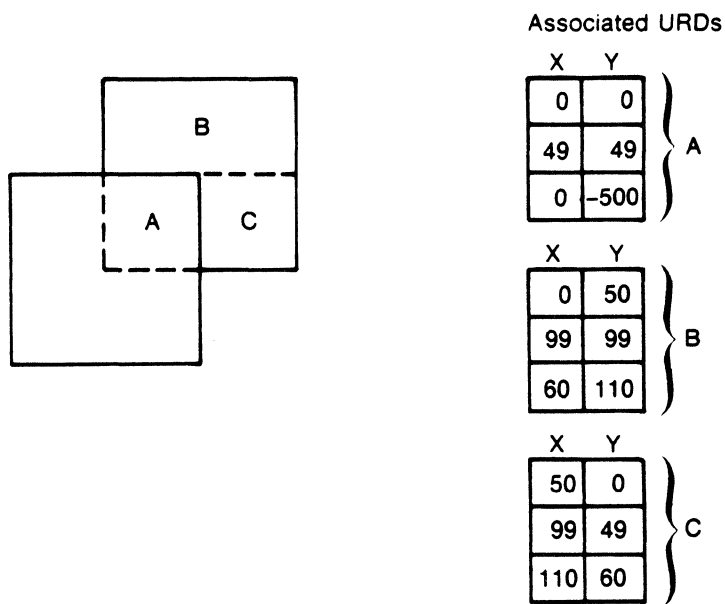 Associated URDs
X Y
0 0
49 49
0 -500
A
X Y
0 50
99 99
60 110
B
X Y
50 0
99 49
110 60
C
B
A C